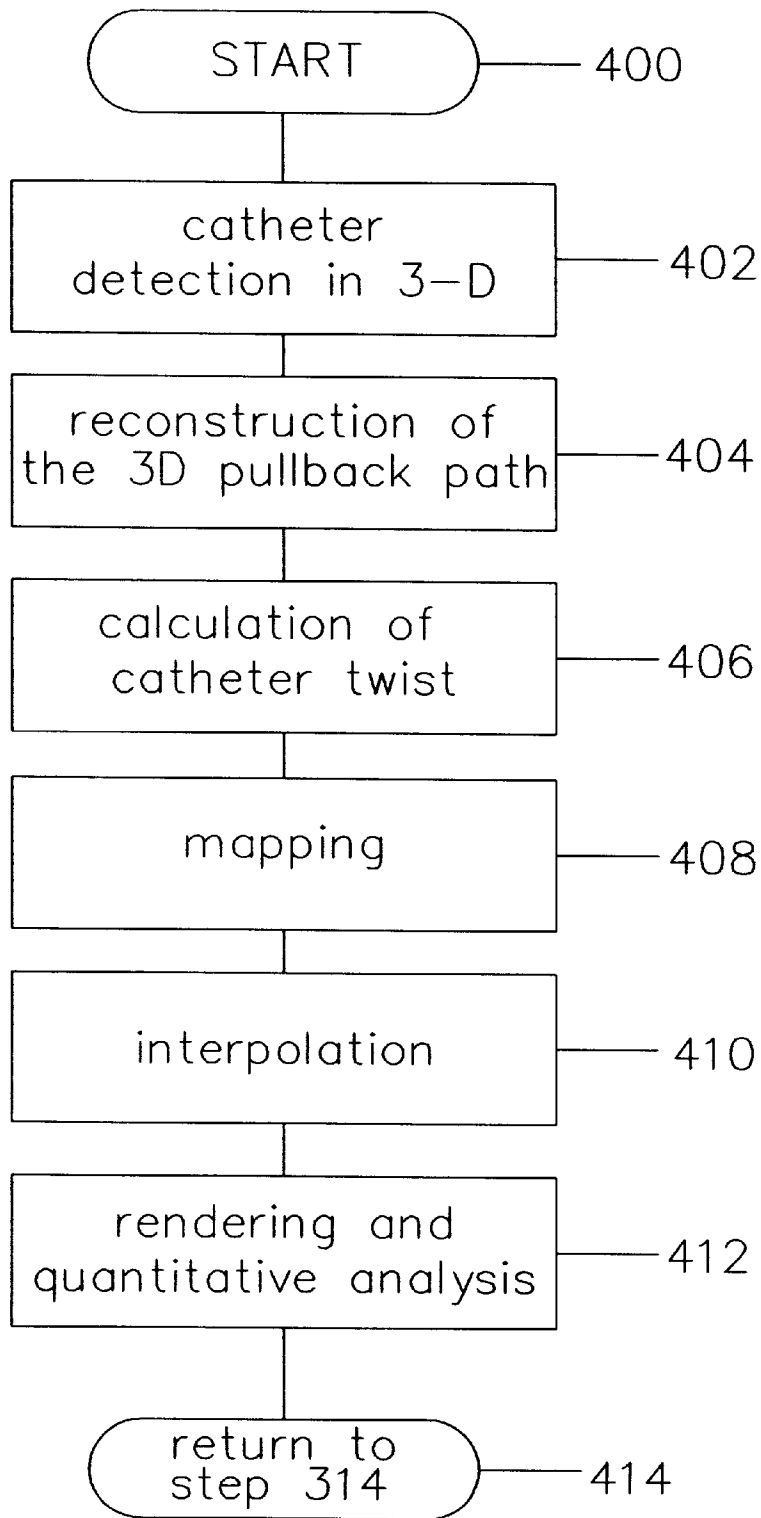 START
400
catheter
detection in 3-D
402
reconstruction of
the 3D pullback path
404
calculation of
catheter twist
406
mapping
408
interpolation
410
rendering and
quantitative analysis
412
return to
step 314
414